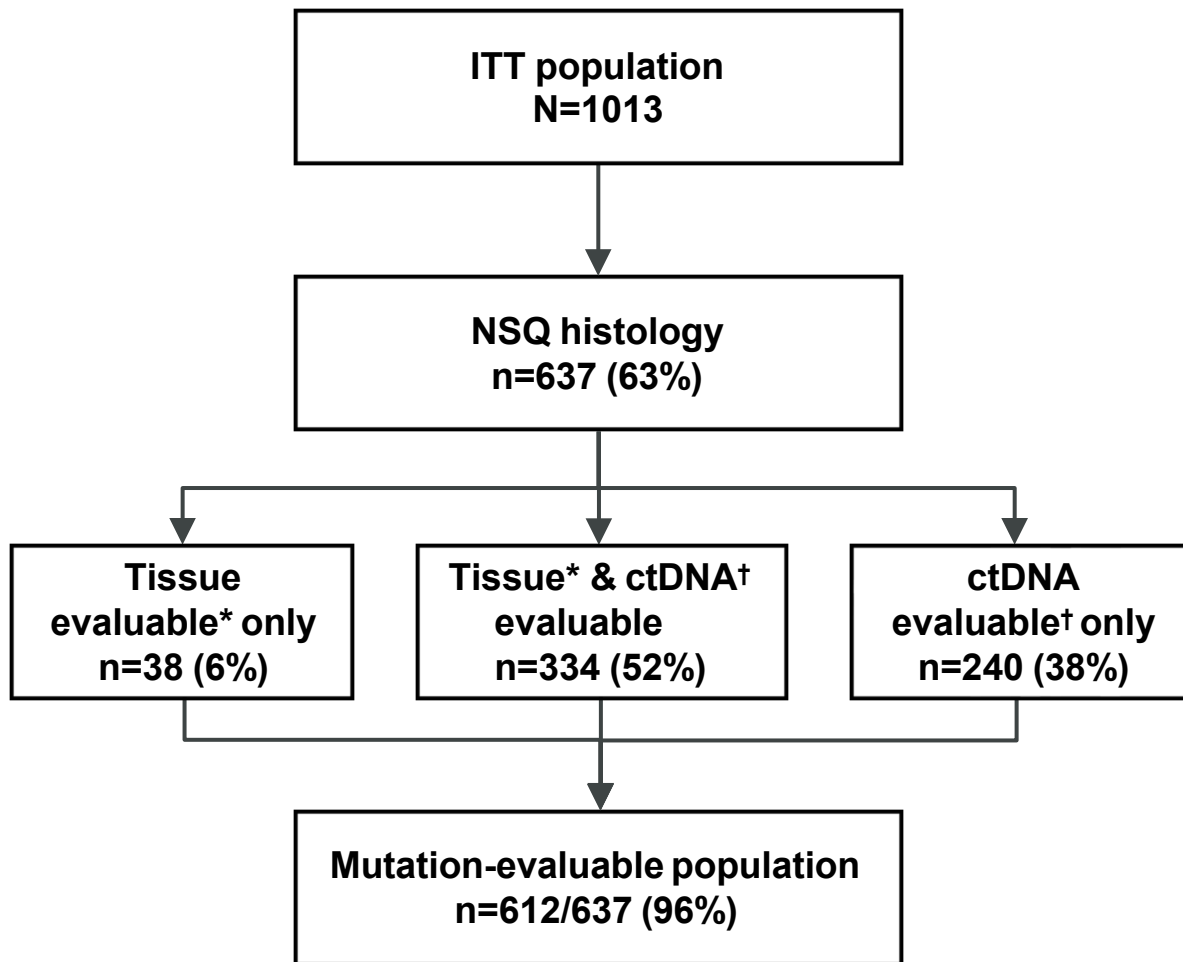 ITT population
N=1013
NSQ histology
n=637 (63%)
Tissue
evaluable* only
n=38 (6%)
Tissue* & ctDNA†
evaluable
n=334 (52%)
ctDNA
evaluable† only
n=240 (38%)
Mutation-evaluable population
n=612/637 (96%)